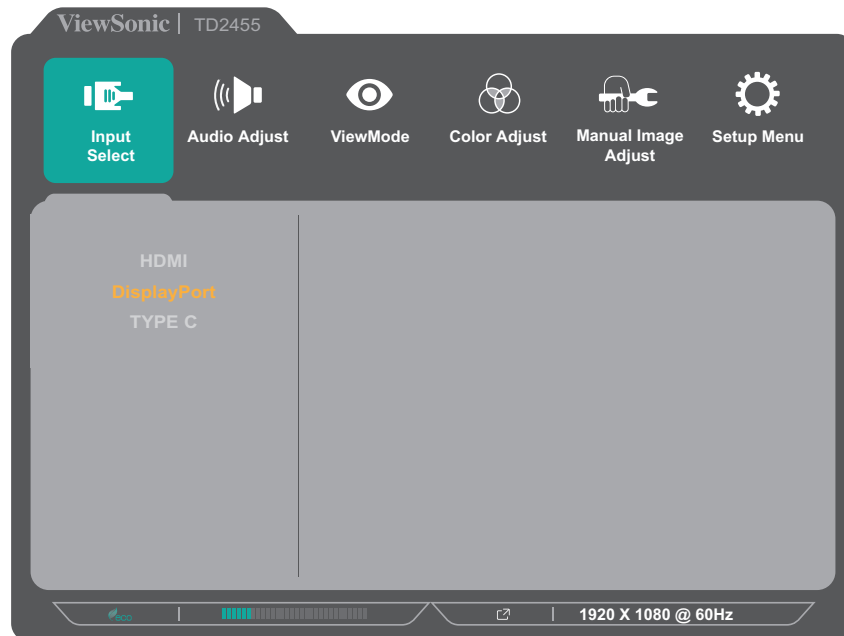 ViewSonic | TD2455
Input
Select
Audio Adjust
ViewMode
Color Adjust
Manual Image
Adjust
Setup Menu
HDMI
DisplayPort
TYPE C
eco
1920 X 1080 @ 60Hz